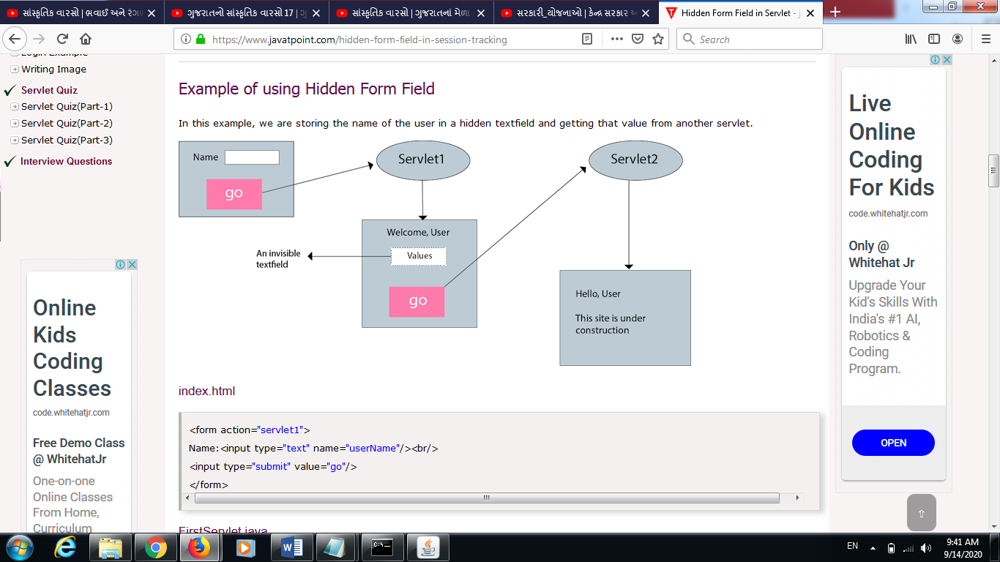 સાંસ્કૃતિક વારસો | ભવાઈ અને રંગ
ગુજરાતનો સાંસ્કૃતિક વારસો 17 |
સાંસ્કૃતિક વારસો | ગુજરાતનાં મેળા
સરકારી_યોજનાઓ | કેન્દ્ર સરકાર
Hidden Form Field in Servlet -
https://www.javatpoint.com/hidden-form-field-in-session-tracking
Search
Login Example
Writing Image
Servlet Quiz
Servlet Quiz(Part-1)
Servlet Quiz(Part-2)
Servlet Quiz(Part-3)
Interview Questions
Online
Kids
Coding
Classes
code.whitehatjr.com
Free Demo Class
@ WhitehatJr
One-on-one
Online Classes
From Home,
Curriculum
Example of using Hidden Form Field
In this example, we are storing the name of the user in a hidden textfield and getting that value from another servlet.
Name
go
Servlet1
Servlet2
Welcome, User
Values
An invisible
textfield
go
Hello, User
This site is under
construction
index.html
<form action="servlet1">
Name:<input type="text" name="userName"/><br/>
<input type="submit" value="go"/>
</form>
FirstServlet.java
Live
Online
Coding
For Kids
code.whitehatjr.com
Only @
Whitehat Jr
Upgrade Your
Kid's Skills With
India's #1 AI,
Robotics &
Coding
Program.
OPEN
C:\
EN
9:41 AM
9/14/2020